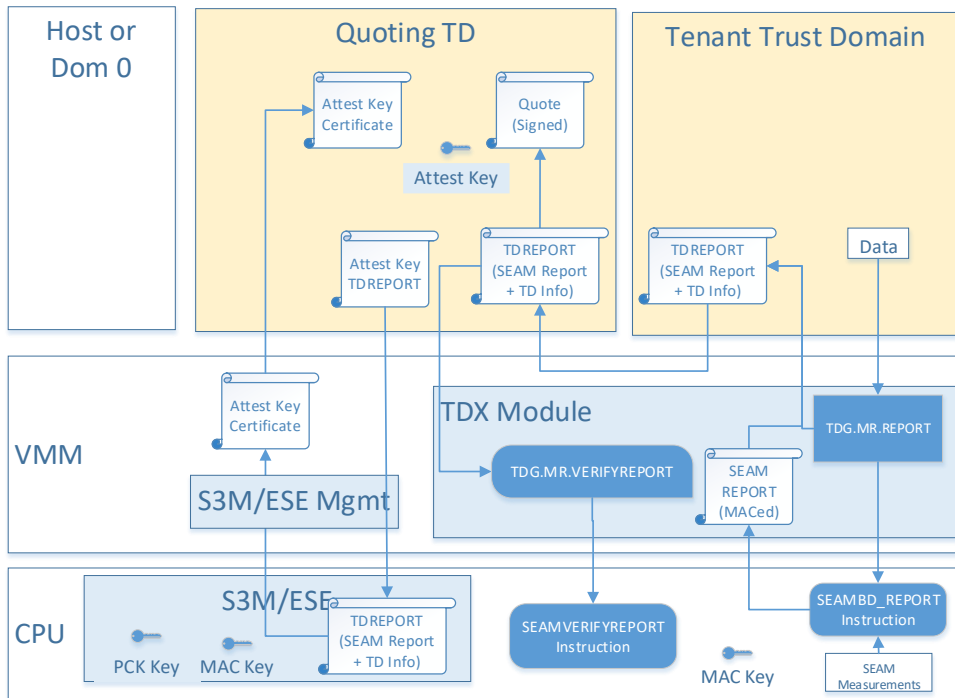 Host or
Dom 0
Quoting TD
Tenant Trust Domain
Attest Key
Certificate
Quote
(Signed)
Attest Key
Attest Key
TDREPORT
TDREPORT
(SEAM Report
+ TD Info)
TDREPORT
(SEAM Report
+ TD Info)
Data
VMM
Attest Key
Certificate
S3M/ESE Mgmt
TDX Module
TDG.MR.VERIFYREPORT
SEAM
REPORT
(MACed)
TDG.MR.REPORT
CPU
S3M/ESE
PCK Key
MAC Key
TDREPORT
(SEAM Report
+ TD Info)
SEAMVERIFYREPORT
Instruction
MAC Key
SEAMBD_REPORT
Instruction
SEAM
Measurements